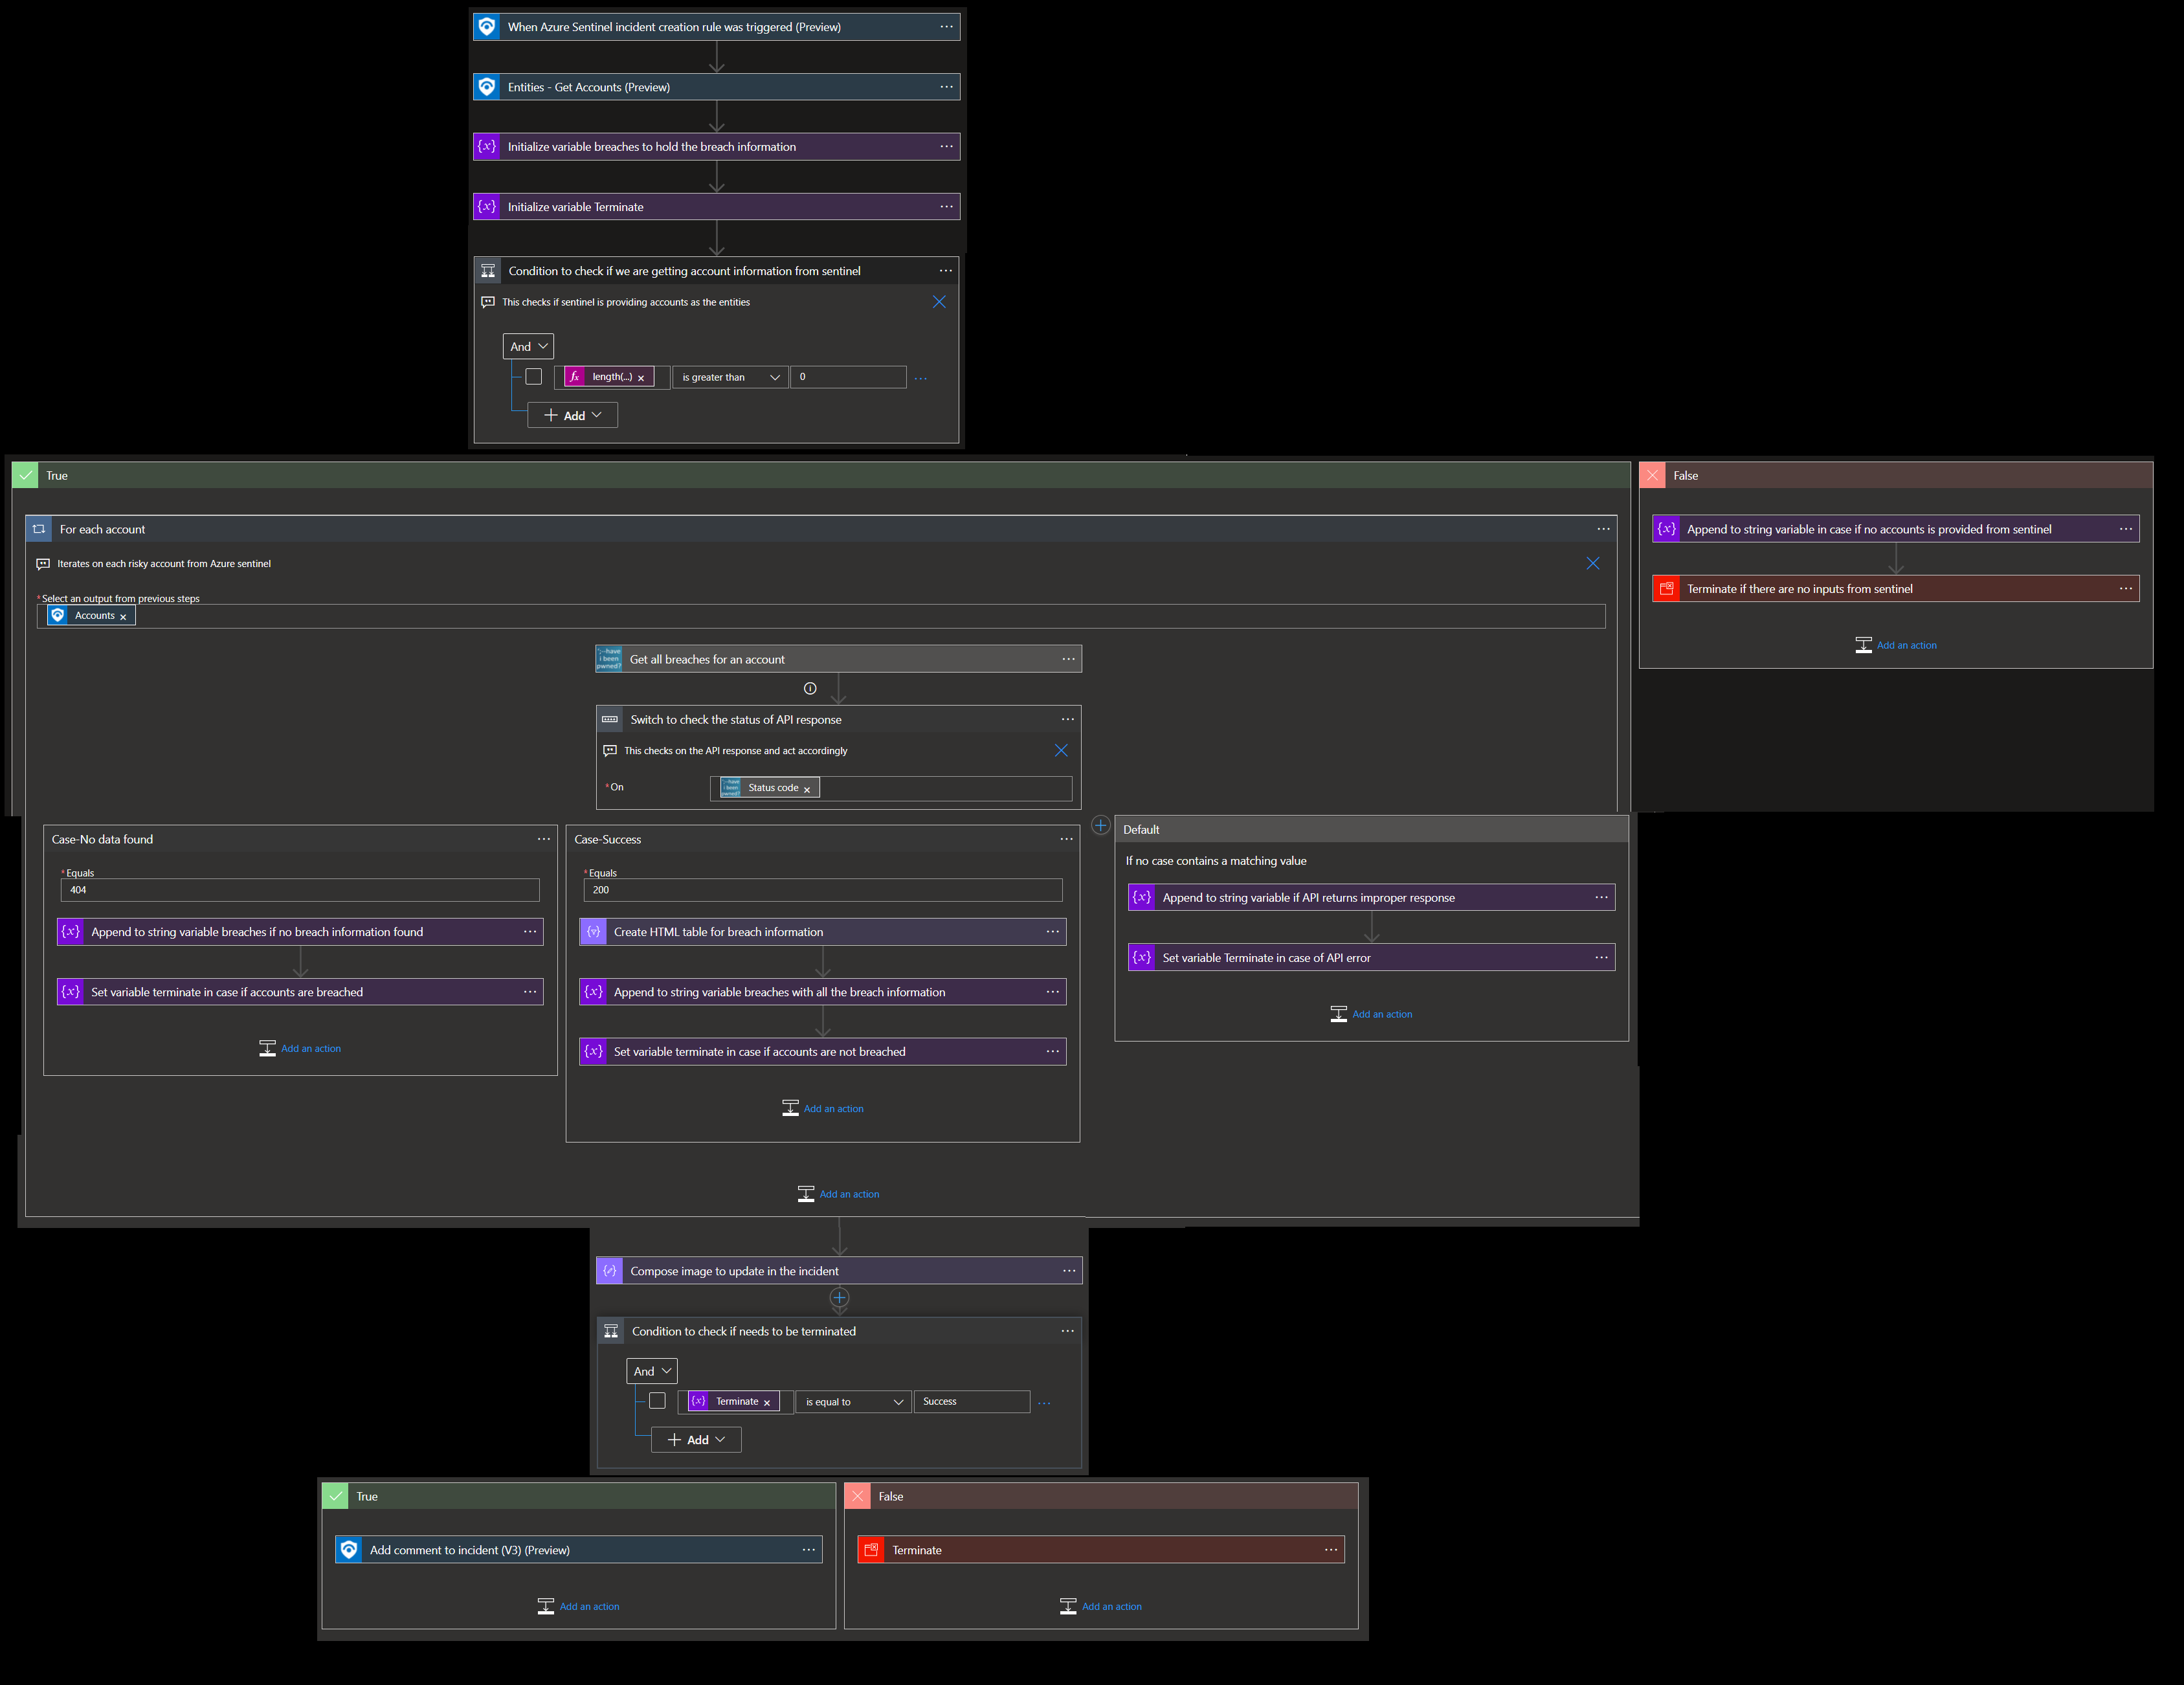 When Azure Sentinel incident creation rule was triggered (Preview)
Entities - Get Accounts (Preview)
{x} Initialize variable breaches to hold the breach information
{x} Initialize variable Terminate
Condition to check if we are getting account information from sentinel
This checks if sentinel is providing accounts as the entities
And
fx length(...) is greater than 0
Add
True
False
For each account
Iterates on each risky account from Azure sentinel
*Select an output from previous steps
Accounts
{x} Append to string variable in case if no accounts is provided from sentinel
Terminate if there are no inputs from sentinel
Add an action
';--have i been pwned?
Get all breaches for an account
Switch to check the status of API response
This checks on the API response and act accordingly
*On
';--have i been pwned?
Status code
Case-No data found
*Equals
404
{x} Append to string variable breaches if no breach information found
{x} Set variable terminate in case if accounts are breached
Add an action
Case-Success
*Equals
200
Create HTML table for breach information
{x} Append to string variable breaches with all the breach information
{x} Set variable terminate in case if accounts are not breached
Add an action
Default
If no case contains a matching value
{x} Append to string variable if API returns improper response
{x} Set variable Terminate in case of API error
Add an action
Add an action
Compose image to update in the incident
Condition to check if needs to be terminated
And
{x} Terminate is equal to Success
Add
True
Add comment to incident (V3) (Preview)
Add an action
False
Terminate
Add an action